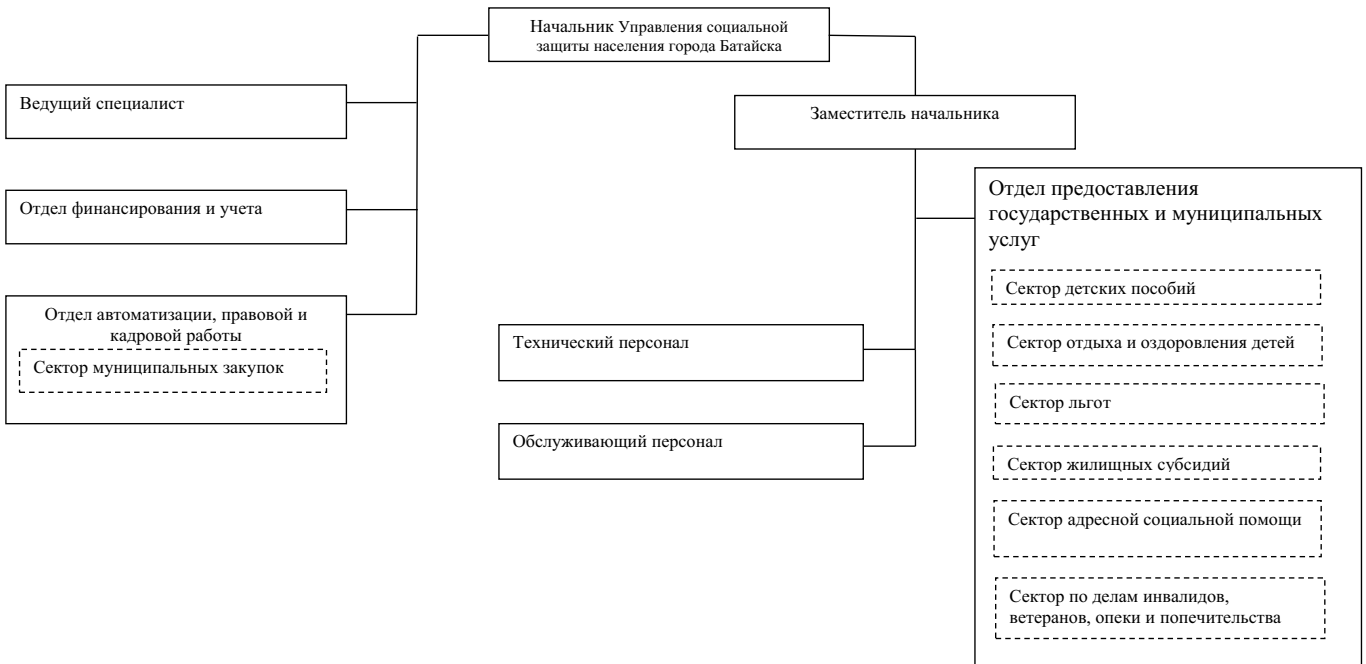 Начальник Управления социальной
защиты населения города Батайска
Ведущий специалист
Заместитель начальника
Отдел финансирования и учета
Отдел автоматизации, правовой и
кадровой работы
Сектор муниципальных закупок
Технический персонал
Обслуживающий персонал
Отдел предоставления
государственных и муниципальных
услуг
Сектор детских пособий
Сектор отдыха и оздоровления детей
Сектор льгот
Сектор жилищных субсидий
Сектор адресной социальной помощи
Сектор по делам инвалидов,
ветеранов, опеки и попечительства